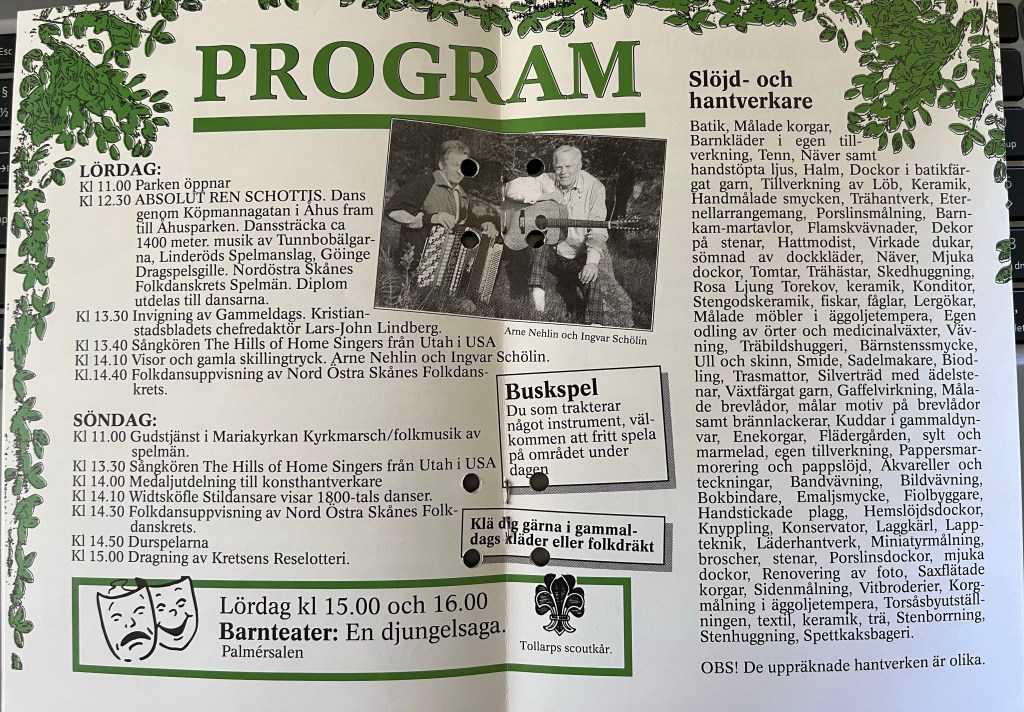 PROGRAM
LÖRDAG:
Kl 11.00 Parken öppnar
Kl 12.30 ABSOLUT REN SCHOTTIS. Dans
genom Köpmannagatan i Åhus fram
till Åhusparken. Danssträcka ca
1400 meter. musik av Tunnbobälgar-
na, Linderöds Spelmanslag, Göinge
Dragspelsgille. Nordöstra Skånes
Folkdanskrets Spelmän. Diplom
utdelas till dansarna.
Kl 13.30 Invigning av Gammeldags. Kristian-
stadsbladets chefredaktör Lars-John Lindberg.
Kl 13.40 Sångkören The Hills of Home Singers från Utah i USA
Kl 14.10 Visor och gamla skillingtryck. Arne Nehlin och Ingvar Schölin.
Kl.14.40 Folkdansuppvisning av Nord Östra Skånes Folkdans-
krets.
SÖNDAG:
Kl 11.00 Gudstjänst i Mariakyrkan Kyrkmarsch/folkmusik av
spelmän.
Kl 13.30 Sångkören The Hills of Home Singers från Utah i USA
Kl 14.00 Medaljutdelning till konsthantverkare
Kl 14.10 Widtsköfle Stildansare visar 1800-tals danser.
Kl 14.30 Folkdansuppvisning av Nord Östra Skånes Folk-
danskrets.
Kl 14.50 Durspelarna
Kl 15.00 Dragning av Kretsens Reselotteri.
Arne Nehlin och Ingvar Schölin
Buskspel
Du som trakterar
något instrument, väl-
kommen att fritt spela
på området under
dagen
Klä dig gärna i gammal-
dags kläder eller folkdräkt
Lördag kl 15.00 och 16.00
Barnteater: En djungelsaga.
Palmérsalen
Tollarps scoutkår.
Slöjd- och
hantverkare
Batik, Målade korgar,
Barnkläder i egen till-
verkning, Tenn, Näver samt
handstöpta ljus, Halm, Dockor i batikfär-
gat garn, Tillverkning av Löb, Keramik,
Handmålade smycken, Trähantverk, Eter-
nellarrangemang, Porslinsmålning, Barn-
kam-martavlor, Flamskvävnader, Dekor
på stenar, Hattmodist, Virkade dukar,
sömnad av dockkläder, Näver, Mjuka
dockor, Tomtar, Trähästar, Skedhuggning,
Rosa Ljung Torekov, keramik, Konditor,
Stengodskeramik, fiskar, fåglar, Lergökar,
Målade möbler i äggoljetempera, Egen
odling av örter och medicinalväxter, Väv-
ning, Träbildshuggeri, Bärnstenssmycke,
Ull och skinn, Smide, Sadelmakare, Biod-
ling, Trasmattor, Silverträd med ädelste-
nar, Växtfärgat garn, Gaffelvirkning, Måla-
de brevlådor, målar motiv på brevlådor
samt brännlackerar, Kuddar i gammaldyn-
var, Enekorgar, Flädergården, sylt och
marmelad, egen tillverkning, Pappersmar-
morering och pappslöjd, Akvareller och
teckningar, Bandvävning, Bildvävning,
Bokbindare, Emaljsmycke, Fiolbyggare,
Handstickade plagg, Hemslöjdsdockor,
Knyppling, Konservator, Laggkärl, Lapp-
teknik, Läderhantverk, Miniatyrmålning,
broscher, stenar, Porslinsdockor, mjuka
dockor, Renovering av foto, Saxflätade
korgar, Sidenmålning, Vitbroderier, Korg-
målning i äggoljetempera, Torsåsbyutställ-
ningen, textil, keramik, trä, Stenborrning,
Stenhuggning, Spettkaksbageri.
OBS! De uppräknade hantverken är olika.